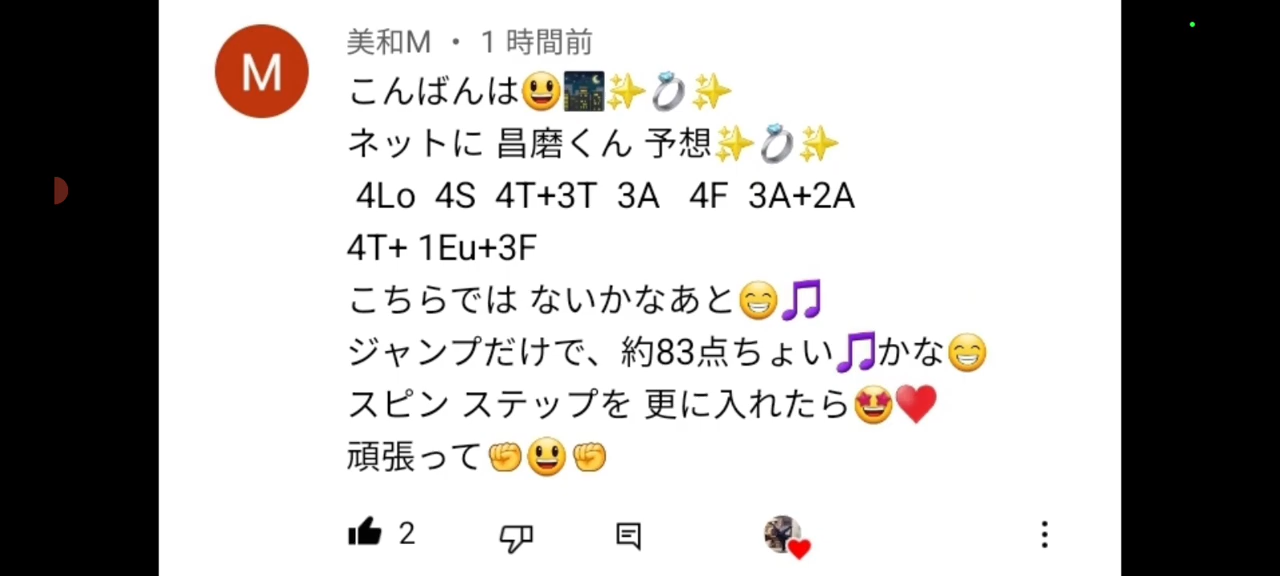 M
美和M ・ 1 時間前
こんばんは😃🌃✨💍✨
ネットに 昌磨くん 予想✨💍✨
4Lo 4S 4T+3T 3A 4F 3A+2A
4T+ 1Eu+3F
こちらでは ないかなあと😁🎵
ジャンプだけで、約83点ちょい🎵かな😁
スピン ステップを 更に入れたら🤩♥️
頑張って✊😃✊
2